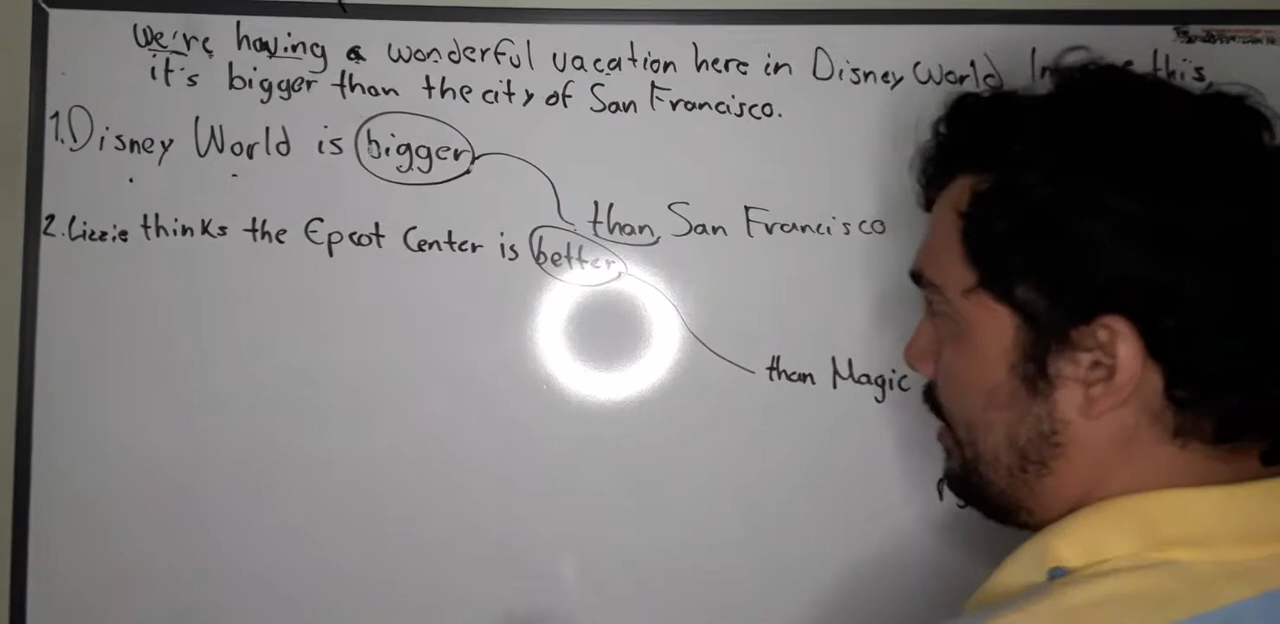 We're having a wonderful vacation here in Disney World this,
it's bigger than the city of San Francisco.
1. Disney World is bigger
than San Francisco
2. Lizzie thinks the Epcot Center is better
than Magic